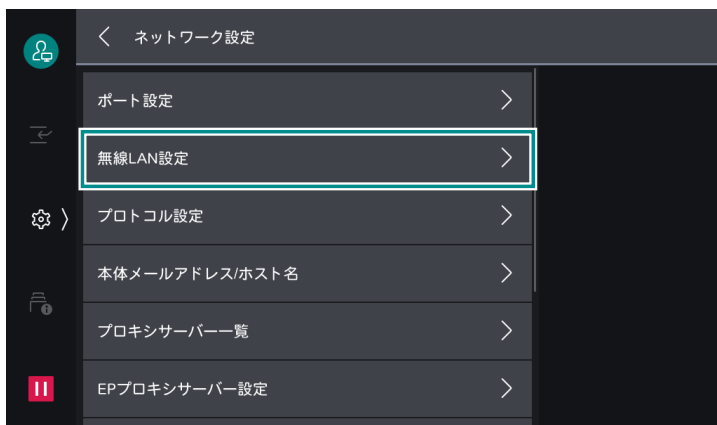 ネットワーク設定
ポート設定
無線LAN設定
プロトコル設定
本体メールアドレス/ホスト名
プロキシサーバー一覧
EPプロキシサーバー設定